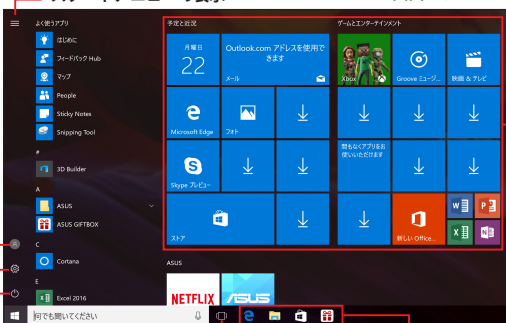 よく使うアプリ
はじめに
フィードバック Hub
マップ
People
Sticky Notes
Snipping Tool
#
3D Builder
A
ASUS
ASUS GIFTBOX
C
Cortana
E
Excel 2016
何でも聞いてください
予定と近況
月曜日
22
Outlook.com アドレスを使用で
きます
メール
Microsoft Edge
フォト
Skype プレビュー
ストア
ゲームとエンターテインメント
Xbox
Groove ミュージ...
映画 & テレビ
間もなくアプリをお
使いいただけます
新しい Office...
ASUS
NETFLIX
ASUS